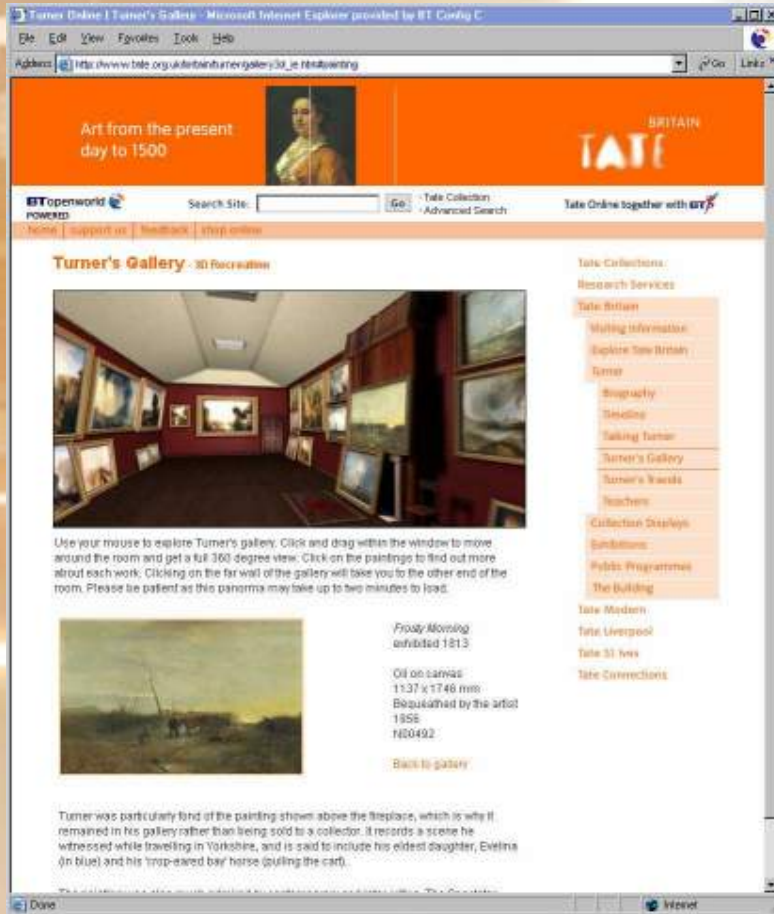 Turner Online | Turner's Gallery - Microsoft Internet Explorer provided by BT Config C
File Edit View Favorites Tools Help
Address Go Links
Art from the present
day to 1500
BRITAIN
TATE
BTopenworld
POWERED
Search Site: Go
· Tate Collection
· Advanced Search
Tate Online together with BT
home | support us | feedback | shop online
Turner's Gallery - 3D Recreation
Use your mouse to explore Turner's gallery. Click and drag within the window to move
around the room and get a full 360 degree view. Click on the paintings to find out more
about each work. Clicking on the far wall of the gallery will take you to the other end of the
room. Please be patient as this panorma may take up to two minutes to load.
Frosty Morning
exhibited 1813
Oil on canvas
1137 x 1746 mm
Bequeathed by the artist
1856
N00492
Back to gallery
Turner was particularly fond of the painting shown above the fireplace, which is why it
remained in his gallery rather than being sold to a collector. It records a scene he
witnessed while travelling in Yorkshire, and is said to include his eldest daughter, Evelina
(in blue) and his 'crop-eared bay' horse (pulling the cart).
Tate Collections
Research Services
Tate Britain
Visiting Information
Explore Tate Britain
Turner
Biography
Timeline
Talking Turner
Turner's Gallery
Turner's Travels
Teachers
Collection Displays
Exhibitions
Public Programmes
The Building
Tate Modern
Tate Liverpool
Tate St Ives
Tate Connections
Done
Internet